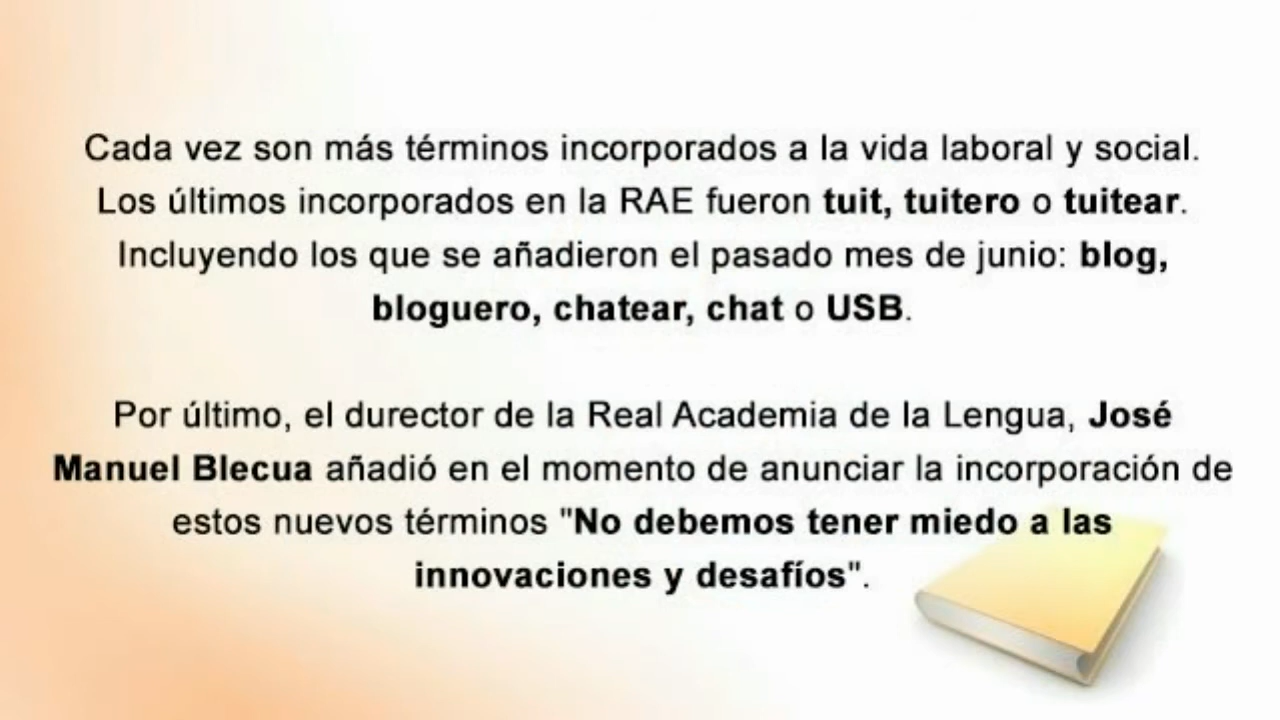 Cada vez son más términos incorporados a la vida laboral y social.
Los últimos incorporados en la RAE fueron tuit, tuitero o tuitear.
Incluyendo los que se añadieron el pasado mes de junio: blog,
bloguero, chatear, chat o USB.
Por último, el durector de la Real Academia de la Lengua, José
Manuel Blecua añadió en el momento de anunciar la incorporación de
estos nuevos términos "No debemos tener miedo a las
innovaciones y desafíos".